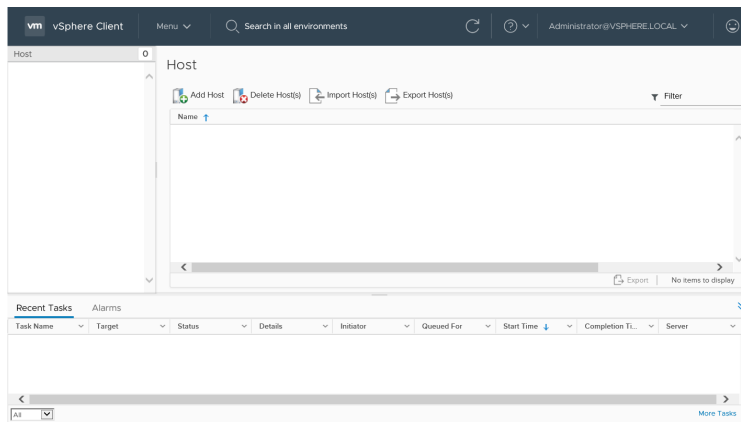 vm vSphere Client Menu Search in all environments ? Administrator@VSPHERE.LOCAL
Host 0
Host
Add Host Delete Host(s) Import Host(s) Export Host(s) Filter
Name
Export No items to display
Recent Tasks Alarms
Task Name Target Status Details Initiator Queued For Start Time Completion Ti... Server
All More Tasks